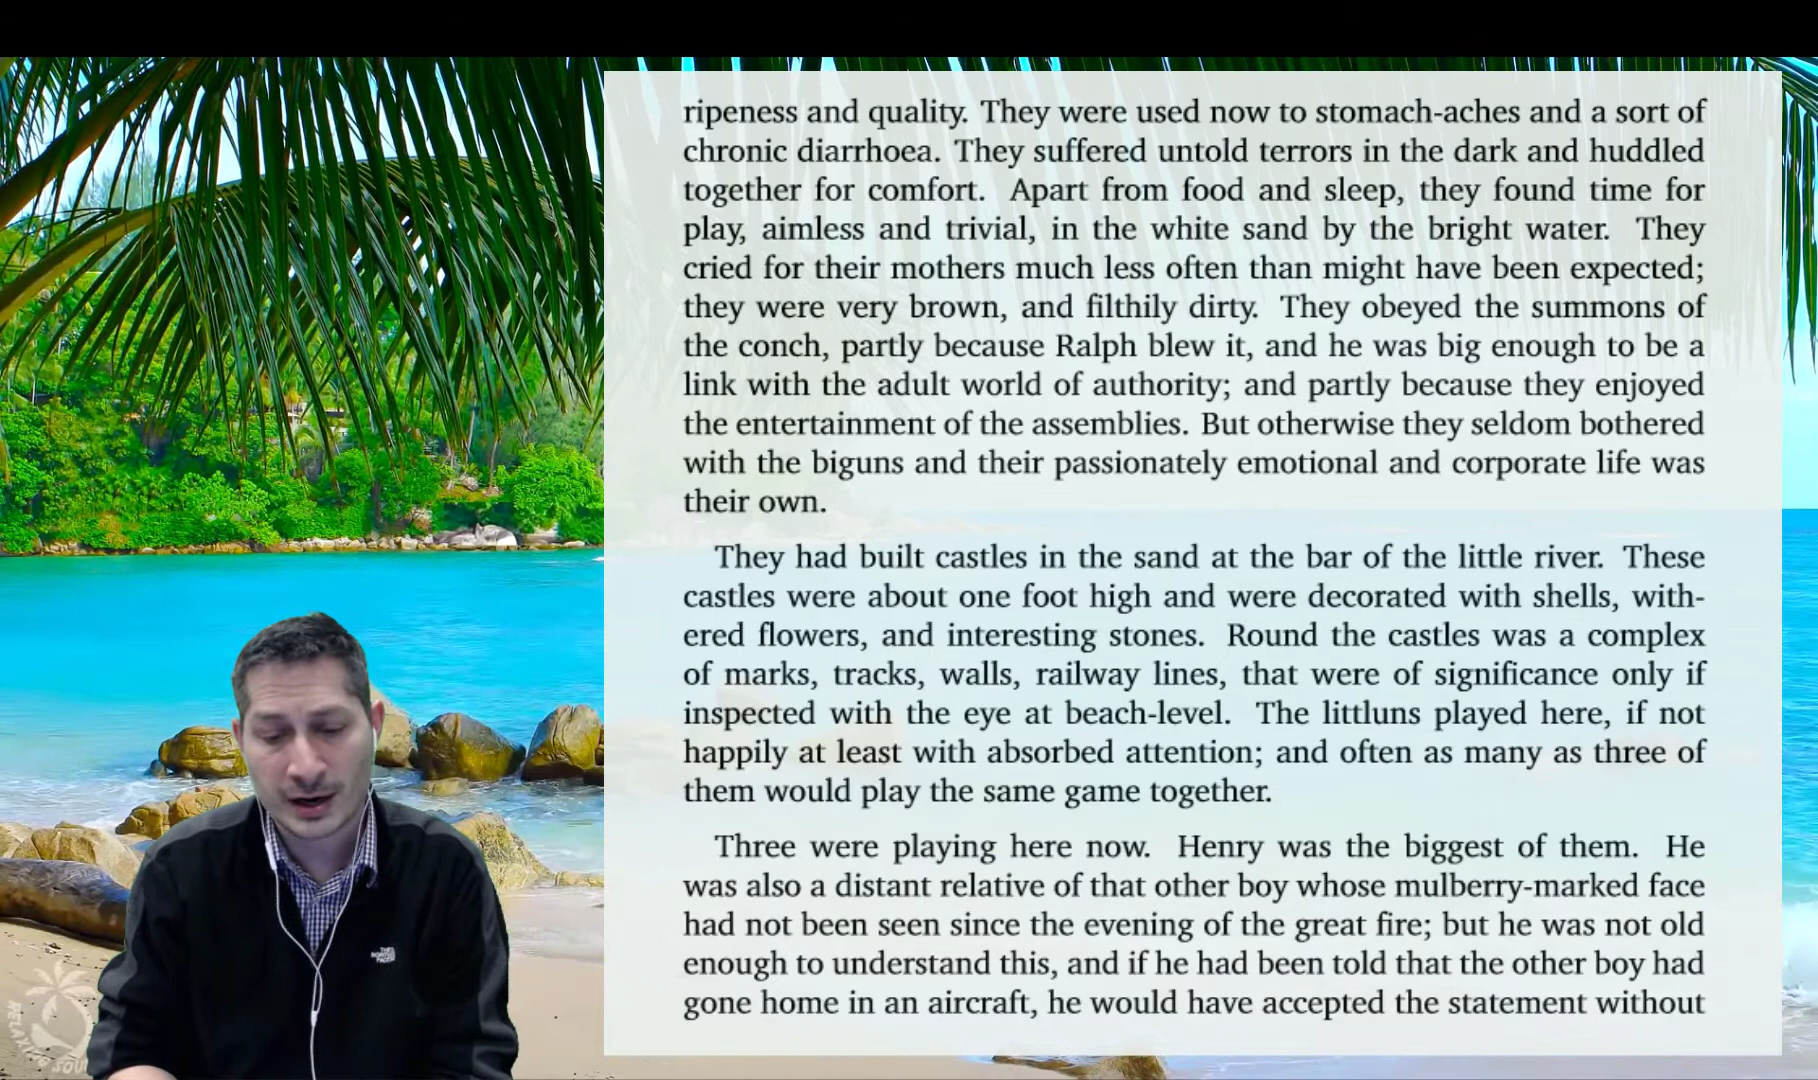 ripeness and quality. They were used now to stomach-aches and a sort of
chronic diarrhoea. They suffered untold terrors in the dark and huddled
together for comfort. Apart from food and sleep, they found time for
play, aimless and trivial, in the white sand by the bright water. They
cried for their mothers much less often than might have been expected;
they were very brown, and filthily dirty. They obeyed the summons of
the conch, partly because Ralph blew it, and he was big enough to be a
link with the adult world of authority; and partly because they enjoyed
the entertainment of the assemblies. But otherwise they seldom bothered
with the biguns and their passionately emotional and corporate life was
their own.
They had built castles in the sand at the bar of the little river. These
castles were about one foot high and were decorated with shells, with-
ered flowers, and interesting stones. Round the castles was a complex
of marks, tracks, walls, railway lines, that were of significance only if
inspected with the eye at beach-level. The littluns played here, if not
happily at least with absorbed attention; and often as many as three of
them would play the same game together.
Three were playing here now. Henry was the biggest of them. He
was also a distant relative of that other boy whose mulberry-marked face
had not been seen since the evening of the great fire; but he was not old
enough to understand this, and if he had been told that the other boy had
gone home in an aircraft, he would have accepted the statement without
THE
NORTH
FACE
RELAXING SOU